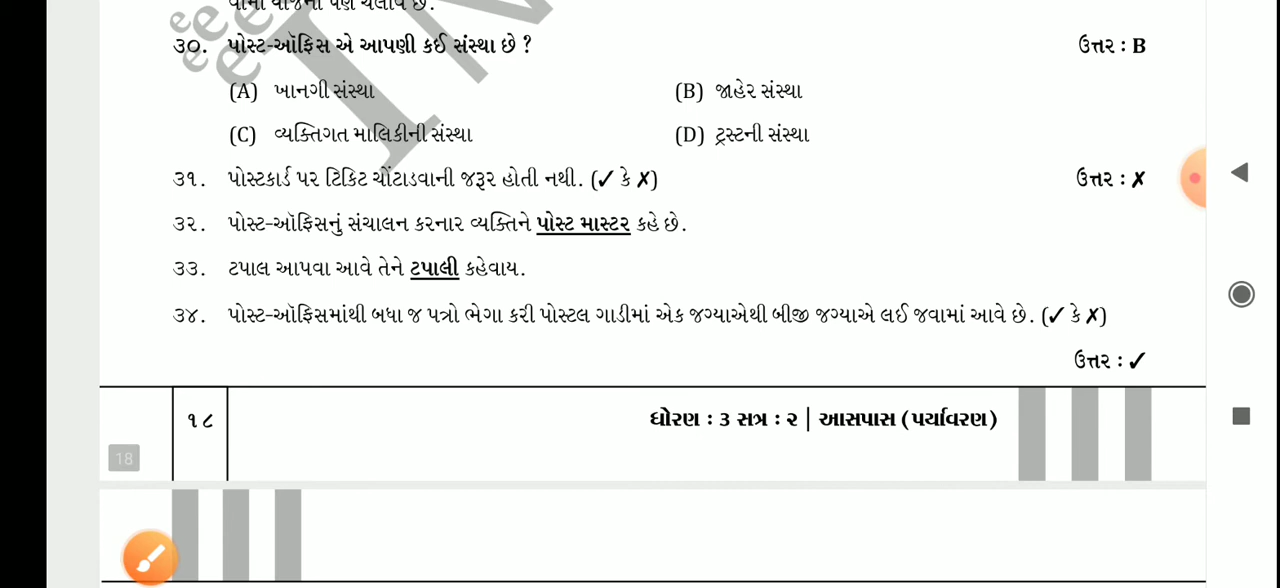 ૩૦. પોસ્ટ-ઑફિસ એ આપણી કઈ સંસ્થા છે ? ઉત્તર : B
(A) ખાનગી સંસ્થા (B) જાહેર સંસ્થા
(C) વ્યક્તિગત માલિકીની સંસ્થા (D) ટ્રસ્ટની સંસ્થા
૩૧. પોસ્ટકાર્ડ પર ટિકિટ ચોંટાડવાની જરૂર હોતી નથી. (✓ કે ✗) ઉત્તર : ✗
૩૨. પોસ્ટ-ઑફિસનું સંચાલન કરનાર વ્યક્તિને પોસ્ટ માસ્ટર કહે છે.
૩૩. ટપાલ આપવા આવે તેને ટપાલી કહેવાય.
૩૪. પોસ્ટ-ઑફિસમાંથી બધા જ પત્રો ભેગા કરી પોસ્ટલ ગાડીમાં એક જગ્યાએથી બીજી જગ્યાએ લઈ જવામાં આવે છે. (✓ કે ✗)
ઉત્તર : ✓
૧૮ ધોરણ : ૩ સત્ર : ૨ | આસપાસ (પર્યાવરણ)
18